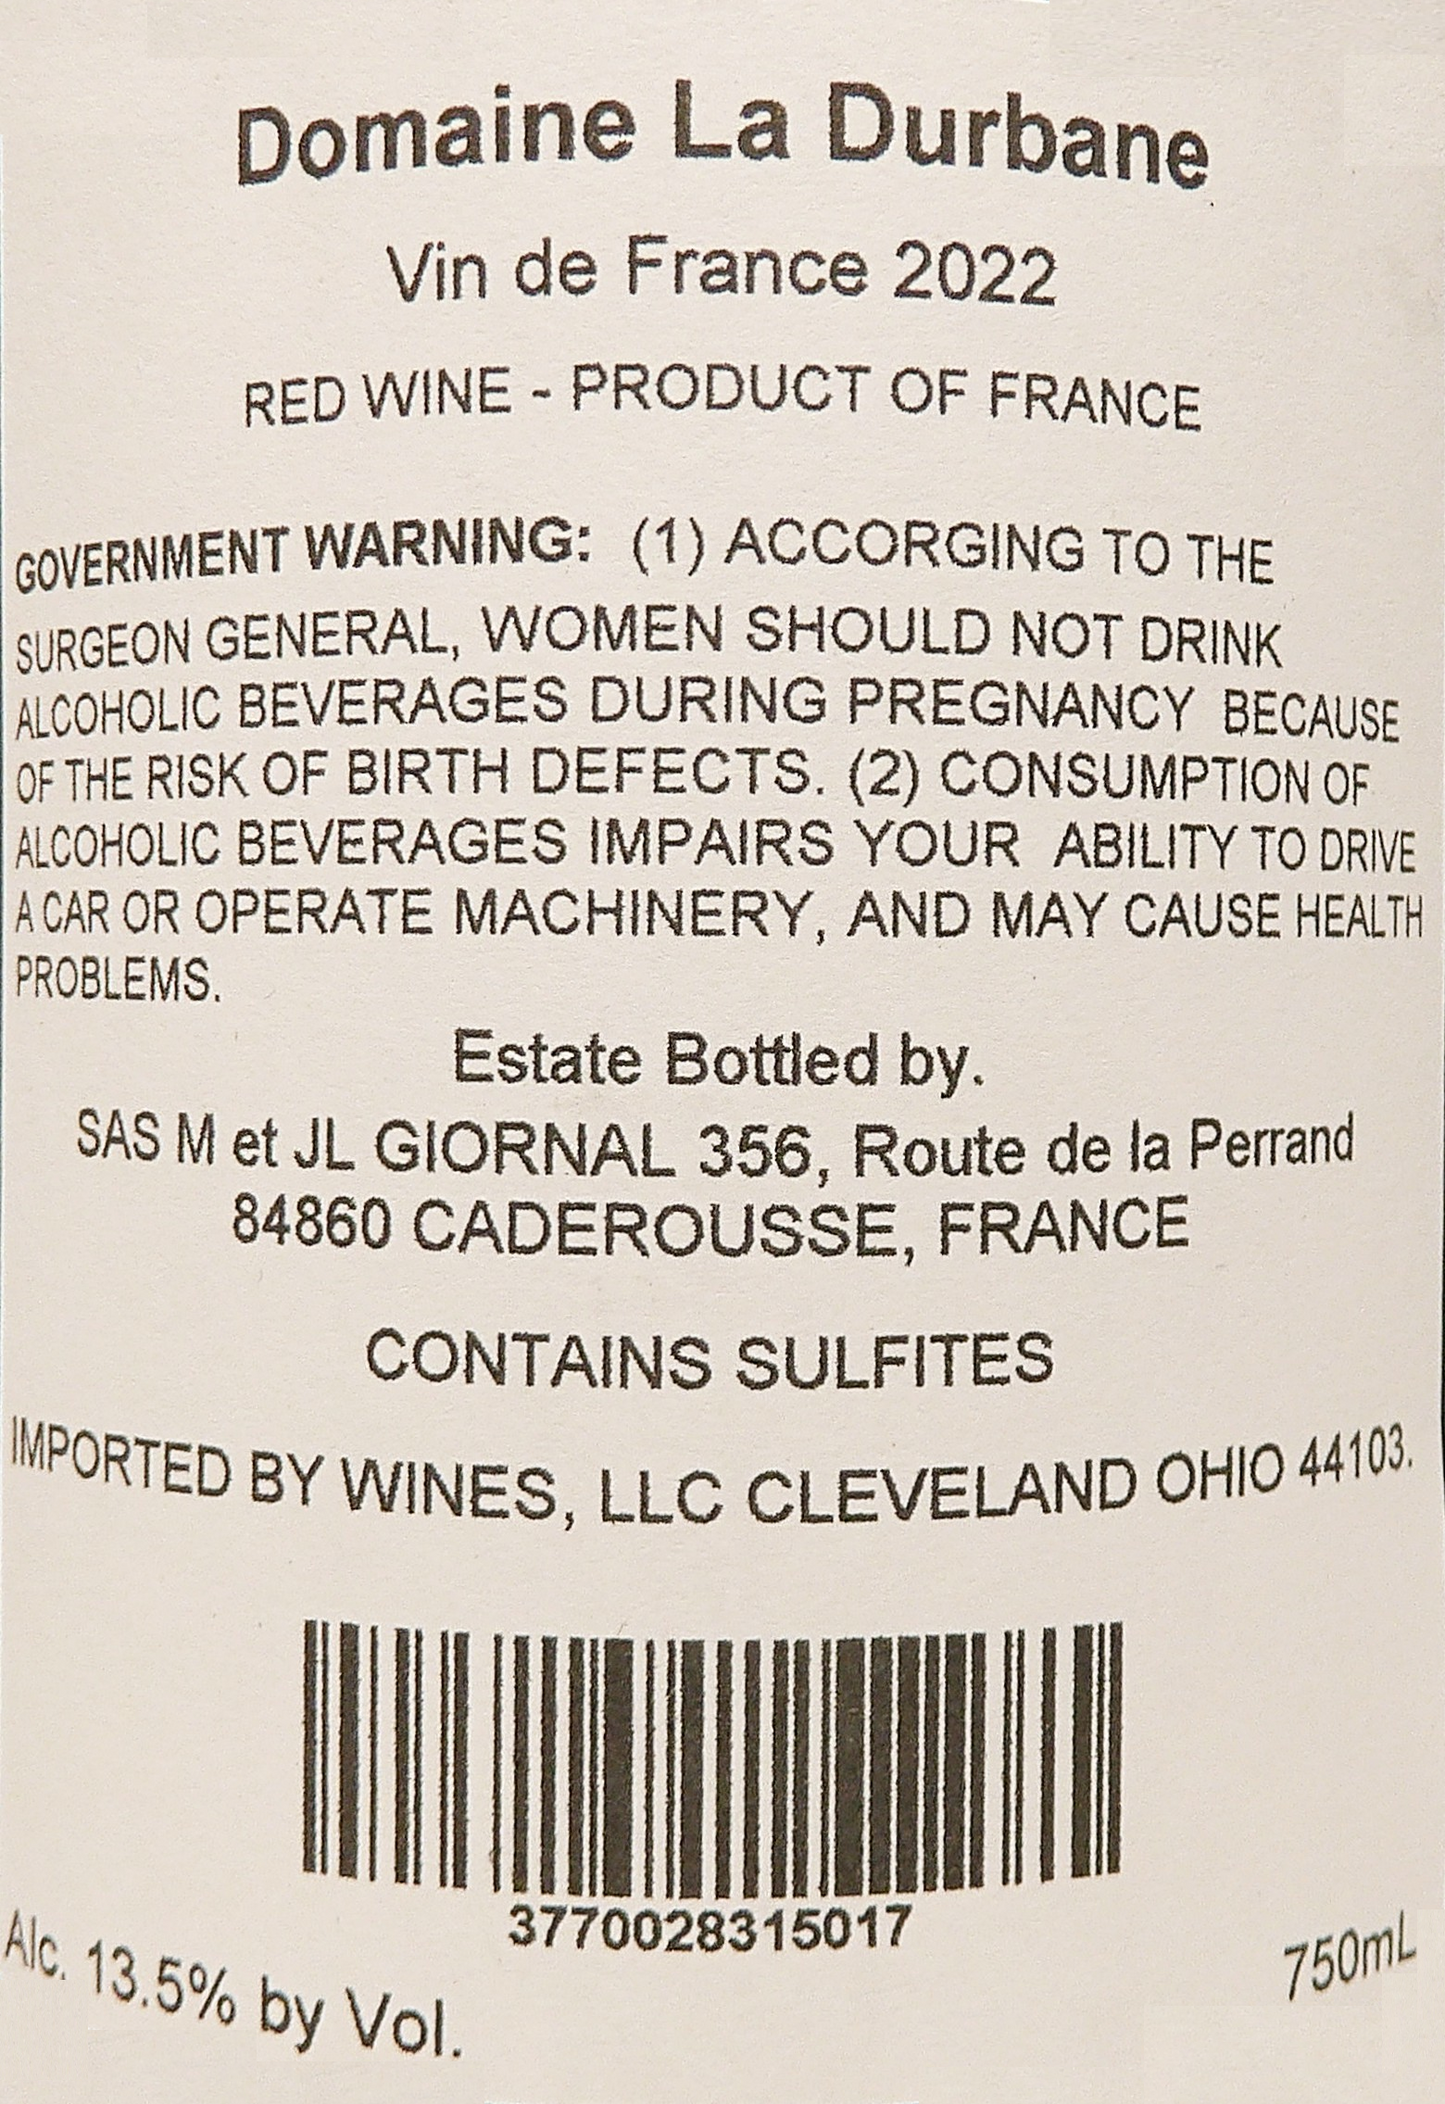 Domaine La Durbane
Vin de France 2022
RED WINE - PRODUCT OF FRANCE
GOVERNMENT WARNING: (1) ACCORGING TO THE
SURGEON GENERAL, WOMEN SHOULD NOT DRINK
ALCOHOLIC BEVERAGES DURING PREGNANCY BECAUSE
OF THE RISK OF BIRTH DEFECTS. (2) CONSUMPTION OF
ALCOHOLIC BEVERAGES IMPAIRS YOUR ABILITY TO DRIVE
A CAR OR OPERATE MACHINERY, AND MAY CAUSE HEALTH
PROBLEMS.
Estate Bottled by.
SAS M et JL GIORNAL 356, Route de la Perrand
84860 CADEROUSSE, FRANCE
CONTAINS SULFITES
IMPORTED BY WINES, LLC CLEVELAND OHIO 44103.
3770028315017
Alc. 13.5% by Vol.
750mL